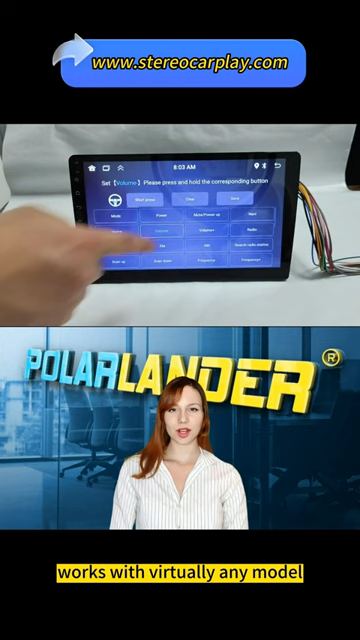 www.stereocarplay.com
8:03 AM
Set【Volume】Please press and hold the corresponding button
Short press
Clear
Save
Mode
Power
Mute/Power up
Next
Volume+
Radio
FM
Search radio station
Scan up
Scan down
Frequency-
Frequency+
POLARLANDER®
works with virtually any model